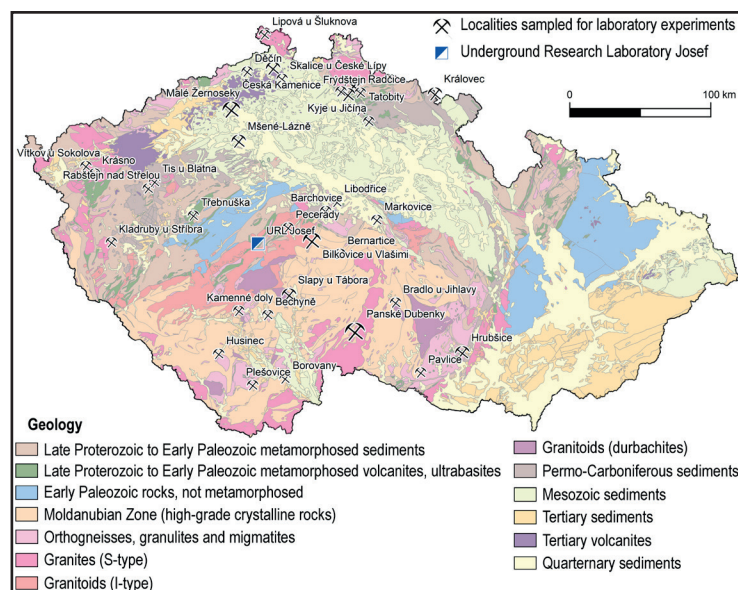 Localities sampled for laboratory experiments
Underground Research Laboratory Josef
0
100 km
Lipová u Šluknova
Děčín
Skalice u České Lípy
Česká Kamenice
Frýdštejn
Radčice
Tatobity
Královec
Malé Žernoseky
Kyje u Jičína
Mšené-Lázně
Vítkov u Sokolova
Krásno
Rabštejn nad Střelou
Tis u Blatna
Třebnuška
Kladruby u Stříbra
Libodřice
Barchovice
Pecerady
Markovice
URL Josef
Bernartice
Bílkovice u Vlašimi
Slapy u Tábora
Kamenné doly
Bechyně
Bradlo u Jihlavy
Panské Dubenky
Husinec
Hrubšice
Pavlice
Plešovice
Borovany
Geology
Late Proterozoic to Early Paleozoic metamorphosed sediments
Late Proterozoic to Early Paleozoic metamorphosed volcanites, ultrabasites
Early Paleozoic rocks, not metamorphosed
Moldanubian Zone (high-grade crystalline rocks)
Orthogneisses, granulites and migmatites
Granites (S-type)
Granitoids (I-type)
Granitoids (durbachites)
Permo-Carboniferous sediments
Mesozoic sediments
Tertiary sediments
Tertiary volcanites
Quaternary sediments